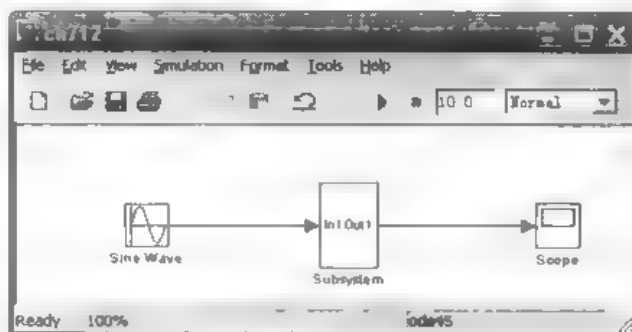 File Edit View Simulation Format Tools Help
10.0 Normal
In1 Out1
Sine Wave
Subsystem
Scope
Ready 100% ode45